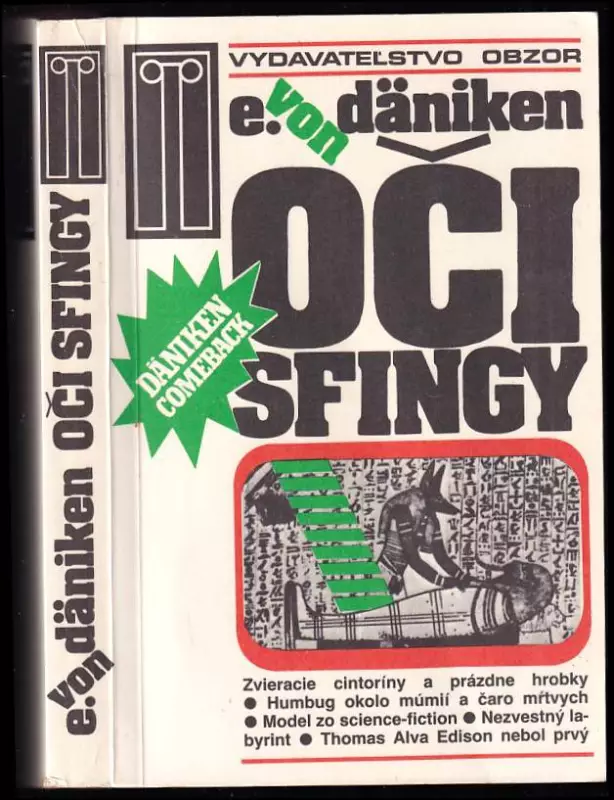 e. von däniken OČI SFINGY
VYDAVATEĽSTVO OBZOR
e. von däniken
OČI
SFINGY
DÄNIKEN
COMEBACK
Zvieracie cintoríny a prázdne hrobky
● Humbug okolo múmií a čaro mŕtvych
● Model zo science-fiction ● Nezvestný la-
byrint ● Thomas Alva Edison nebol prvý